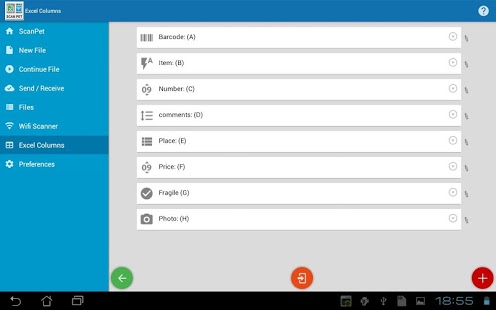 SCAN PET
Excel Columns
?
ScanPet
New File
Continue File
Send / Receive
Files
Wifi Scanner
Excel Columns
Preferences
Barcode: (A)
A Item: (B)
09 Number: (C)
comments: (D)
Place: (E)
09 Price: (F)
Fragile (G)
Photo: (H)
18:55